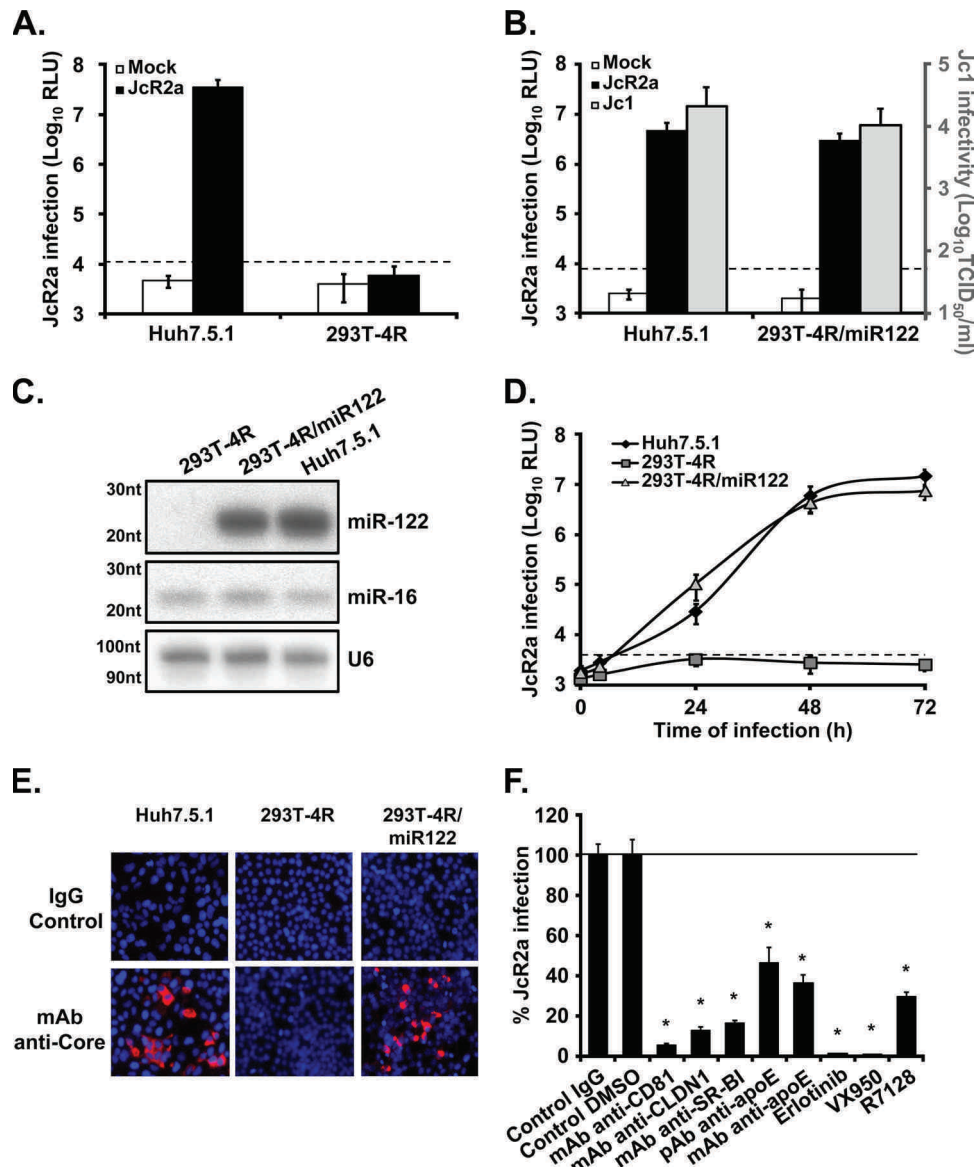 A.
JcR2a infection (Log10 RLU)
8
7
6
5
4
3
Mock
JcR2a
Huh7.5.1
293T-4R
B.
JcR2a infection (Log10 RLU)
8
7
6
5
4
3
Mock
JcR2a
Jc1
Huh7.5.1
293T-4R/miR122
5
4
3
2
1
Jc1 infectivity (Log10TCID50/ml)
C.
293T-4R
293T-4R/miR122
Huh7.5.1
30nt
20nt
miR-122
30nt
20nt
miR-16
100nt
90nt
U6
D.
JcR2a infection (Log10 RLU)
8
7
6
5
4
3
Huh7.5.1
293T-4R
293T-4R/miR122
0
24
48
72
Time of infection (h)
E.
Huh7.5.1
293T-4R
293T-4R/
miR122
IgG
Control
mAb
anti-Core
F.
% JcR2a infection
120
100
80
60
40
20
0
*
*
*
*
*
*
*
*
Control IgG
Control DMSO
mAb anti-CD81
mAb anti-CLDN1
mAb anti-SR-BI
pAb anti-apoE
mAb anti-apoE
Erlotinib
VX950
R7128